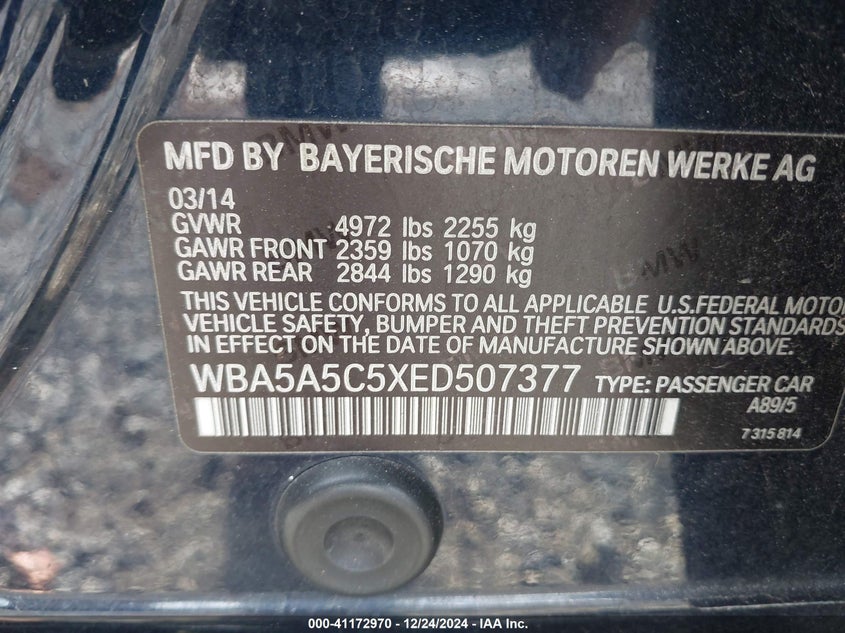 MFD BY BAYERISCHE MOTOREN WERKE AG
03/14
GVWR 4972 lbs 2255 kg
GAWR FRONT 2359 lbs 1070 kg
GAWR REAR 2844 lbs 1290 kg
THIS VEHICLE CONFORMS TO ALL APPLICABLE U.S.FEDERAL MOTOR
VEHICLE SAFETY, BUMPER AND THEFT PREVENTION STANDARDS
IN EFFECT ON THE DATE OF MANUFACTURE SHOWN ABOVE.
WBA5A5C5XED507377 TYPE: PASSENGER CAR
A89/5
7315814
000-41172970 - 12/24/2024 - IAA Inc.